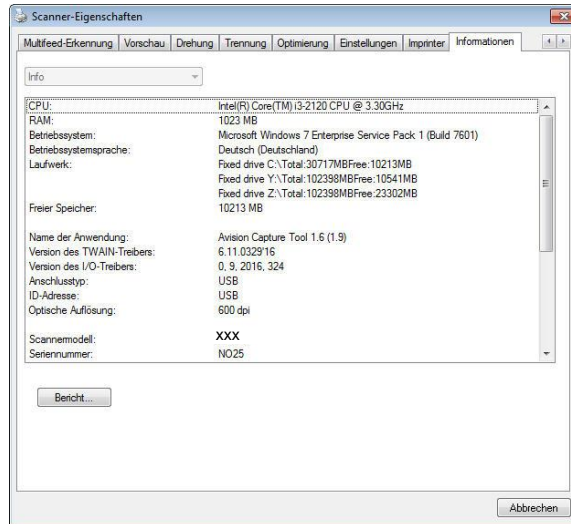 Scanner-Eigenschaften
Multifeed-Erkennung Vorschau Drehung Trennung Optimierung Einstellungen Imprinter Informationen
Info
CPU: Intel(R) Core(TM) i3-2120 CPU @ 3.30GHz
RAM: 1023 MB
Betriebssystem: Microsoft Windows 7 Enterprise Service Pack 1 (Build 7601)
Betriebssystemsprache: Deutsch (Deutschland)
Laufwerk: Fixed drive C:\Total:30717MBFree:10213MB
Fixed drive Y:\Total:102398MBFree:10541MB
Fixed drive Z:\Total:102398MBFree:23302MB
Freier Speicher: 10213 MB
Name der Anwendung: Avision Capture Tool 1.6 (1.9)
Version des TWAIN-Treibers: 6.11.0329'16
Version des I/O-Treibers: 0, 9, 2016, 324
Anschlusstyp: USB
ID-Adresse: USB
Optische Auflösung: 600 dpi
Scannermodell: XXX
Seriennummer: NO25
Bericht...
Abbrechen